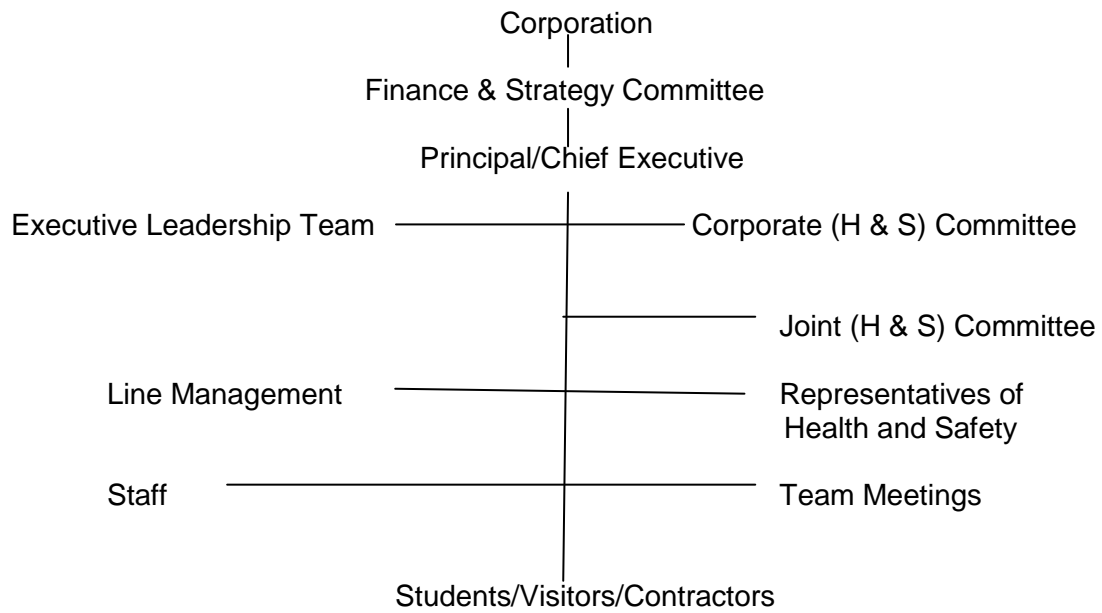 Corporation
Finance & Strategy Committee
Principal/Chief Executive
Executive Leadership Team
Corporate (H & S) Committee
Joint (H & S) Committee
Line Management
Representatives of
Health and Safety
Staff
Team Meetings
Students/Visitors/Contractors